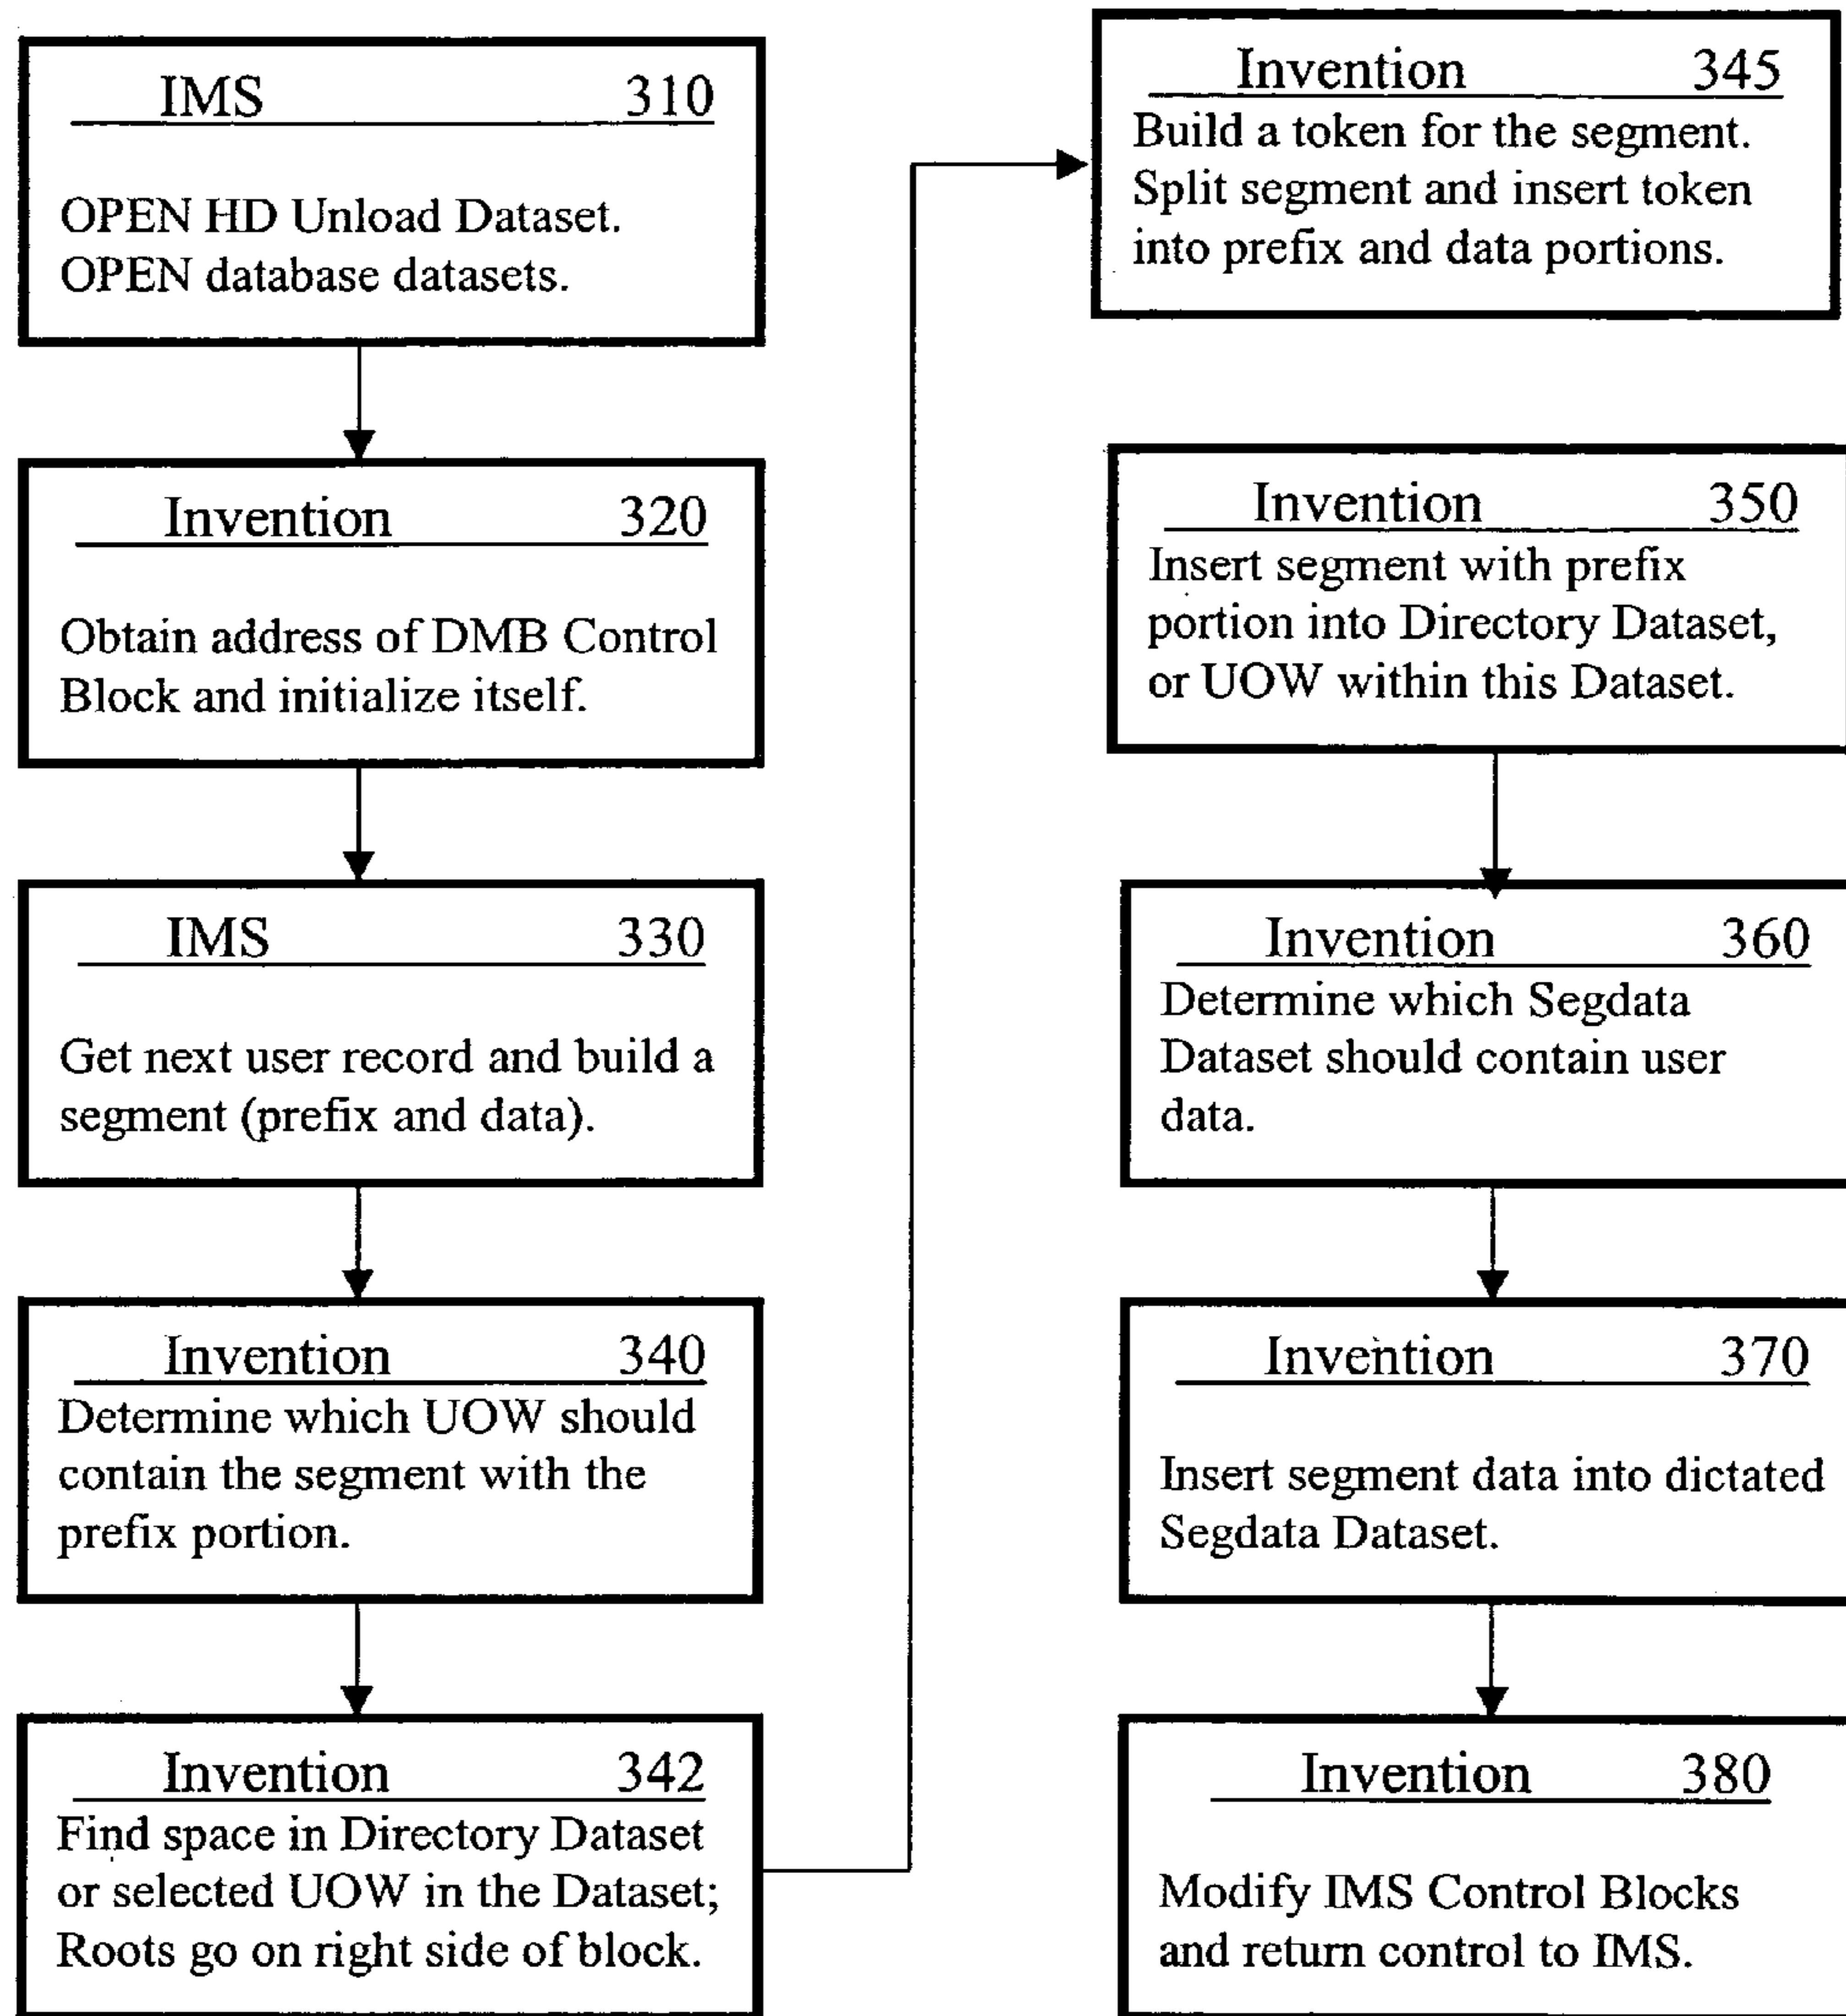 IMS 310
OPEN HD Unload Dataset.
OPEN database datasets.
Invention 320
Obtain address of DMB Control
Block and initialize itself.
IMS 330
Get next user record and build a
segment (prefix and data).
Invention 340
Determine which UOW should
contain the segment with the
prefix portion.
Invention 342
Find space in Directory Dataset
or selected UOW in the Dataset;
Roots go on right side of block.
Invention 345
Build a token for the segment.
Split segment and insert token
into prefix and data portions.
Invention 350
Insert segment with prefix
portion into Directory Dataset,
or UOW within this Dataset.
Invention 360
Determine which Segdata
Dataset should contain user
data.
Invention 370
Insert segment data into dictated
Segdata Dataset.
Invention 380
Modify IMS Control Blocks
and return control to IMS.